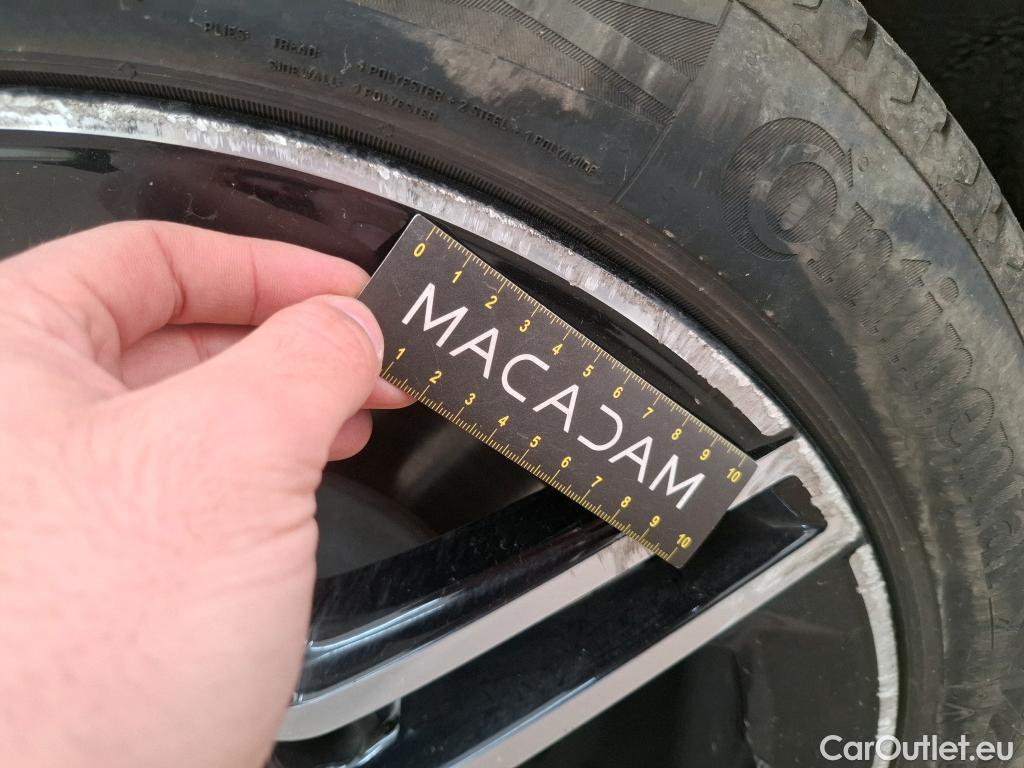 PLIES: TREAD: 1 POLYESTER + 2 STEEL + 1 POLYAMIDE
SIDEWALL: 1 POLYESTER
Continental
0 1 2 3 4 5 6 7 8 9 10
MACADAM
1 2 3 4 5 6 7 8 9 10
CarOutlet.eu